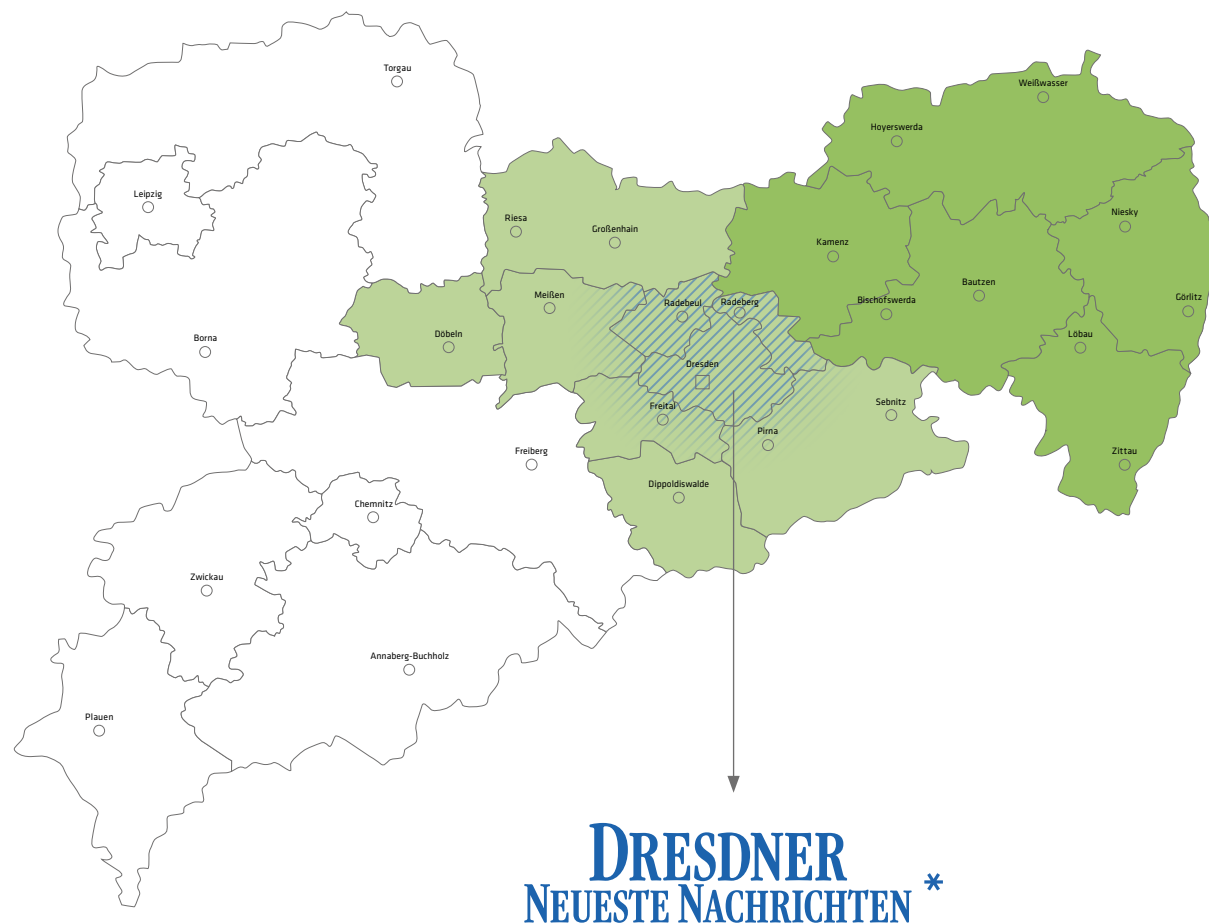 Torgau
Weißwasser
Hoyerswerda
Leipzig
Riesa
Großenhain
Niesky
Kamenz
Bautzen
Meißen
Radebeul
Radeberg
Bischofswerda
Görlitz
Borna
Döbeln
Löbau
Dresden
Freital
Sebnitz
Pirna
Freiberg
Zittau
Dippoldiswalde
Chemnitz
Zwickau
Annaberg-Buchholz
Plauen
DRESDNER
NEUESTE NACHRICHTEN *